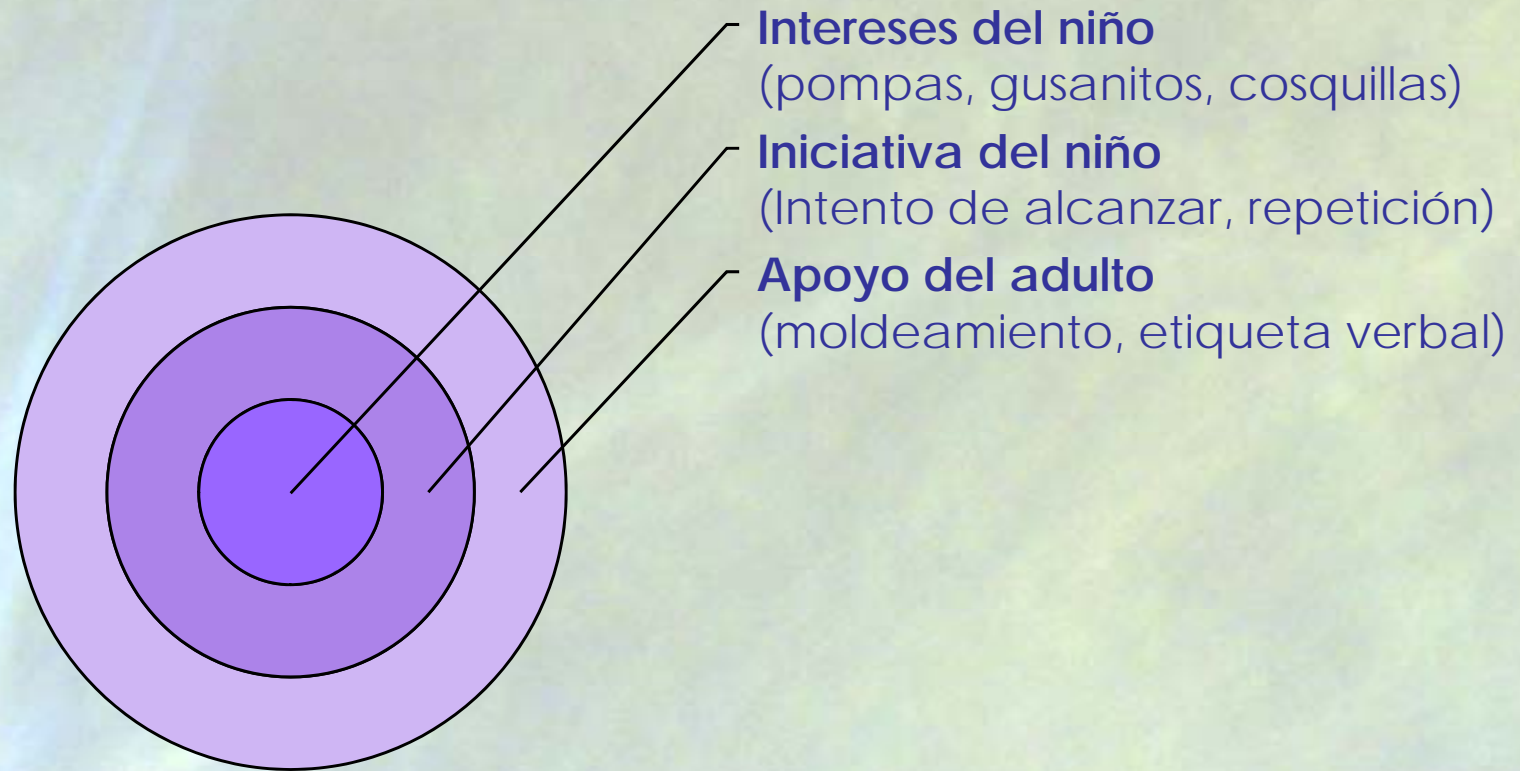 Intereses del niño
(pompas, gusanitos, cosquillas)
Iniciativa del niño
(Intento de alcanzar, repetición)
Apoyo del adulto
(moldeamiento, etiqueta verbal)